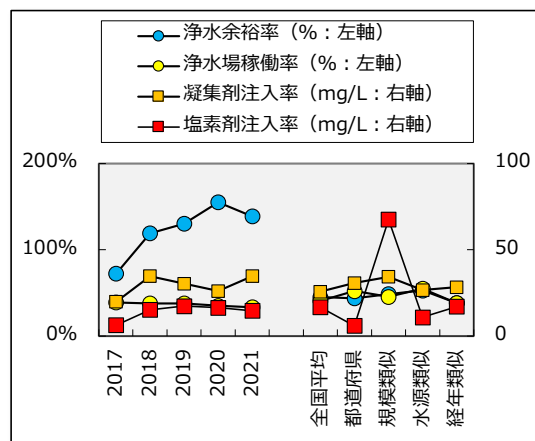 浄水余裕率（%：左軸）
浄水場稼働率（%：左軸）
凝集剤注入率（mg/L：右軸）
塩素剤注入率（mg/L：右軸）
200%
100%
0%
100
50
0
2017
2018
2019
2020
2021
全国平均
都道府県
規模類似
水源類似
経年類似